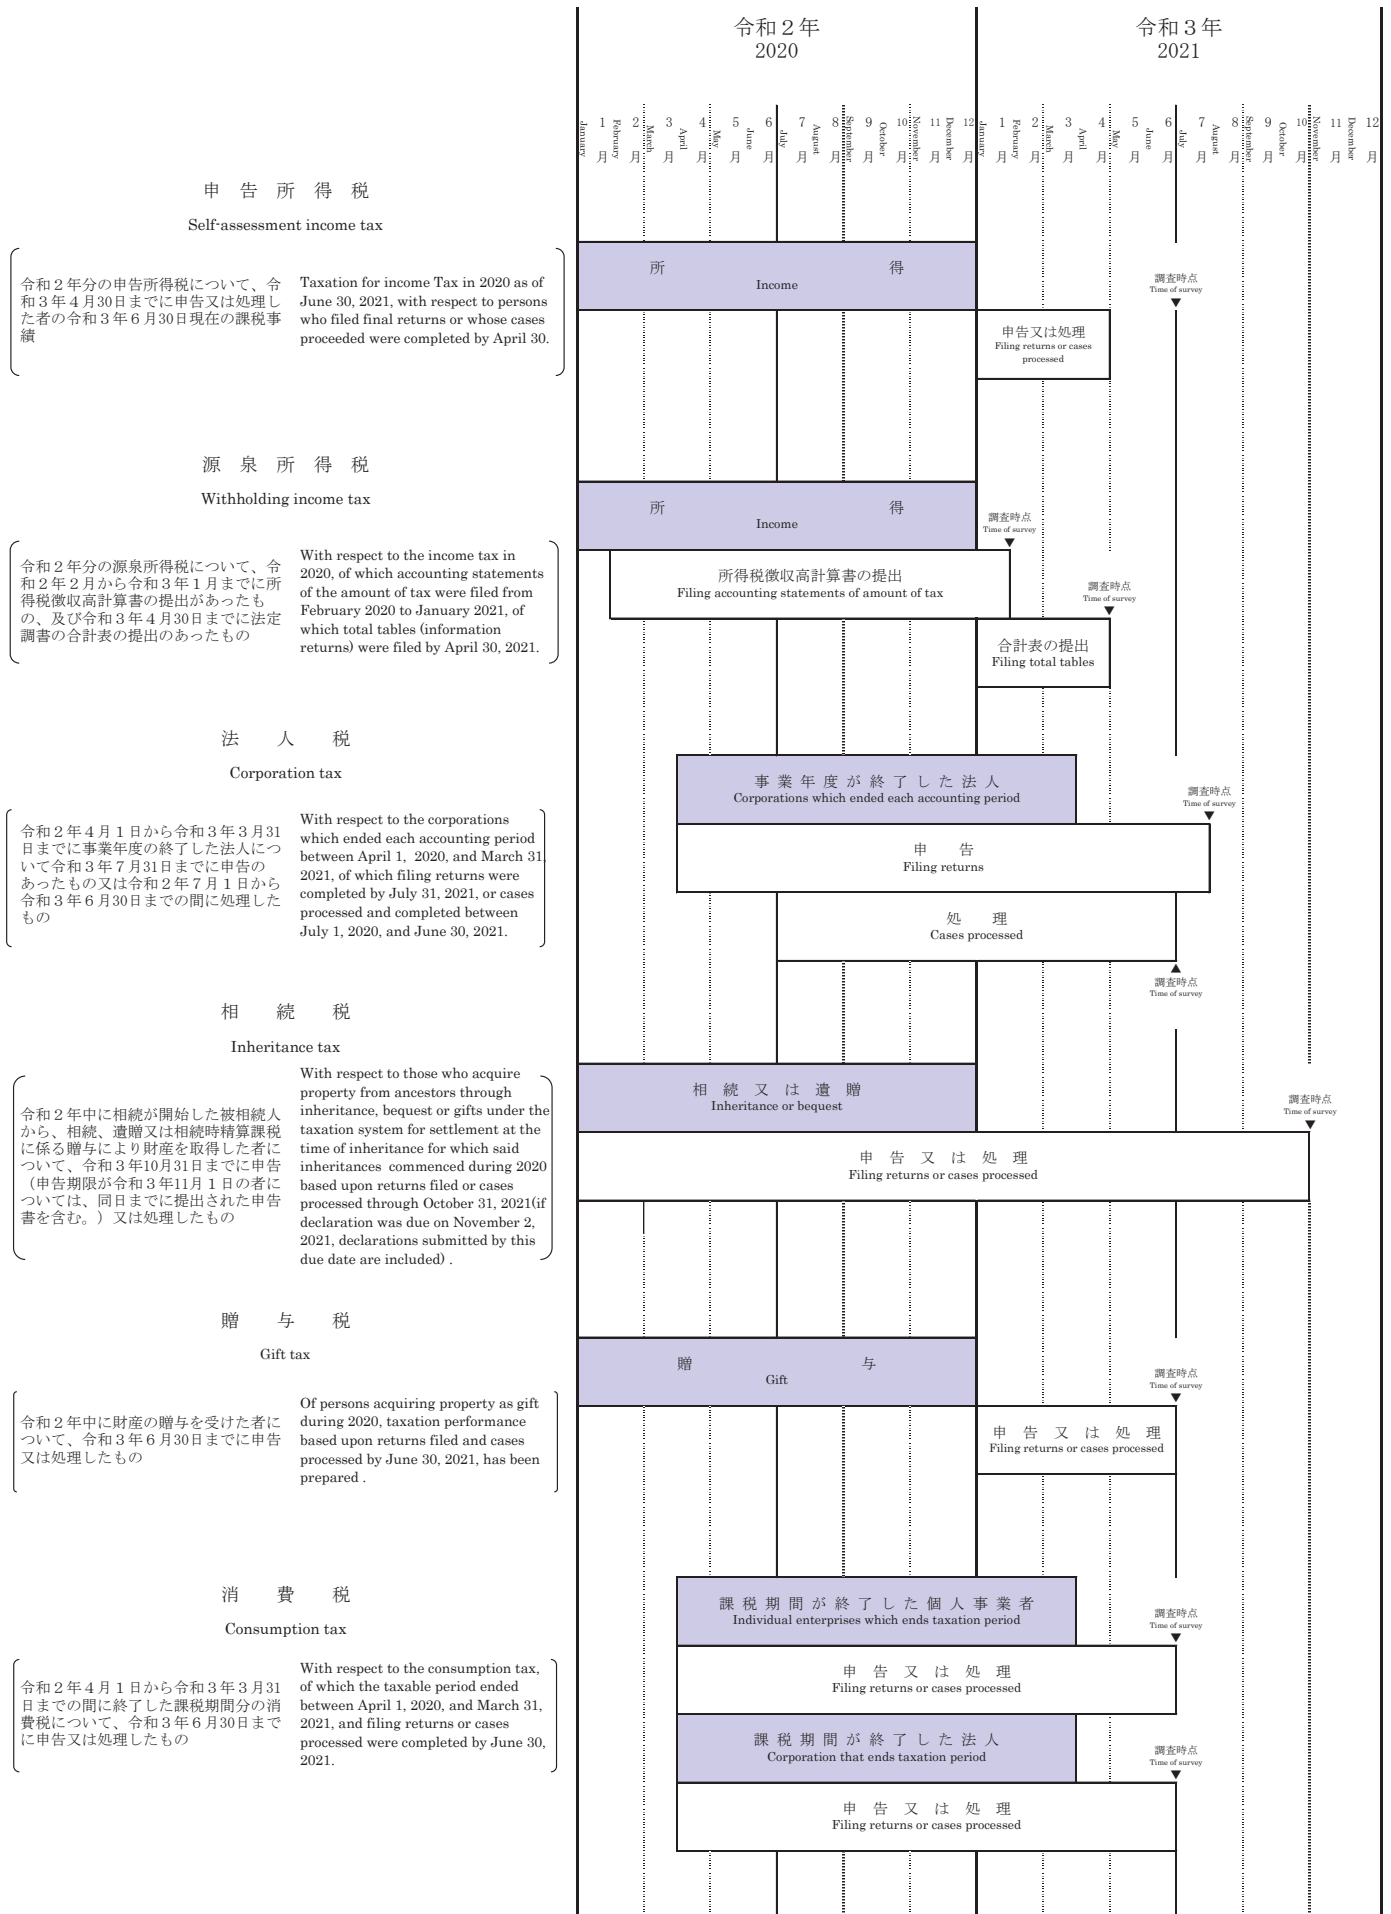 令和２年
2020
令和３年
2021
January
1
月
February
2
月
March
3
月
April
4
月
May
5
月
June
6
月
July
7
月
August
8
月
September
9
月
October
10
月
November
11
月
December
12
月
January
1
月
February
2
月
March
3
月
April
4
月
May
5
月
June
6
月
July
7
月
August
8
月
September
9
月
October
10
月
November
11
月
December
12
月
申告所得税
Self-assessment income tax
令和２年分の申告所得税について、令
和３年４月30日までに申告又は処理し
た者の令和３年６月30日現在の課税事
績
Taxation for income Tax in 2020 as of
June 30, 2021, with respect to persons
who filed final returns or whose cases
proceeded were completed by April 30.
所得
Income
調査時点
Time of survey
▼
申告又は処理
Filing returns or cases
processed
源泉所得税
Withholding income tax
令和２年分の源泉所得税について、令
和２年２月から令和３年１月までに所
得税徴収高計算書の提出があったも
の、及び令和３年４月30日までに法定
調書の合計表の提出のあったもの
With respect to the income tax in
2020, of which accounting statements
of the amount of tax were filed from
February 2020 to January 2021, of
which total tables (information
returns) were filed by April 30, 2021.
所得
Income
調査時点
Time of survey
▼
所得税徴収高計算書の提出
Filing accounting statements of amount of tax
調査時点
Time of survey
▼
合計表の提出
Filing total tables
法人税
Corporation tax
令和２年４月１日から令和３年３月31
日までに事業年度の終了した法人につ
いて令和３年７月31日までに申告の
あったもの又は令和２年７月１日から
令和３年６月30日までの間に処理した
もの
With respect to the corporations
which ended each accounting period
between April 1, 2020, and March 31,
2021, of which filing returns were
completed by July 31, 2021, or cases
processed and completed between
July 1, 2020, and June 30, 2021.
事業年度が終了した法人
Corporations which ended each accounting period
調査時点
Time of survey
▼
申告
Filing returns
処理
Cases processed
▲
調査時点
Time of survey
相続税
Inheritance tax
令和２年中に相続が開始した被相続人
から、相続、遺贈又は相続時精算課税
に係る贈与により財産を取得した者に
ついて、令和３年10月31日までに申告
（申告期限が令和３年11月１日の者に
ついては、同日までに提出された申告
書を含む。）又は処理したもの
With respect to those who acquire
property from ancestors through
inheritance, bequest or gifts under the
taxation system for settlement at the
time of inheritance for which said
inheritances commenced during 2020
based upon returns filed or cases
processed through October 31, 2021(if
declaration was due on November 2,
2021, declarations submitted by this
due date are included) .
相続又は遺贈
Inheritance or bequest
調査時点
Time of survey
▼
申告又は処理
Filing returns or cases processed
贈与税
Gift tax
令和２年中に財産の贈与を受けた者に
ついて、令和３年６月30日までに申告
又は処理したもの
Of persons acquiring property as gift
during 2020, taxation performance
based upon returns filed and cases
processed by June 30, 2021, has been
prepared .
贈与
Gift
調査時点
Time of survey
▼
申告又は処理
Filing returns or cases processed
消費税
Consumption tax
令和２年４月１日から令和３年３月31
日までの間に終了した課税期間分の消
費税について、令和３年６月30日まで
に申告又は処理したもの
With respect to the consumption tax,
of which the taxable period ended
between April 1, 2020, and March 31,
2021, and filing returns or cases
processed were completed by June 30,
2021.
課税期間が終了した個人事業者
Individual enterprises which ends taxation period
調査時点
Time of survey
▼
申告又は処理
Filing returns or cases processed
課税期間が終了した法人
Corporation that ends taxation period
調査時点
Time of survey
▼
申告又は処理
Filing returns or cases processed